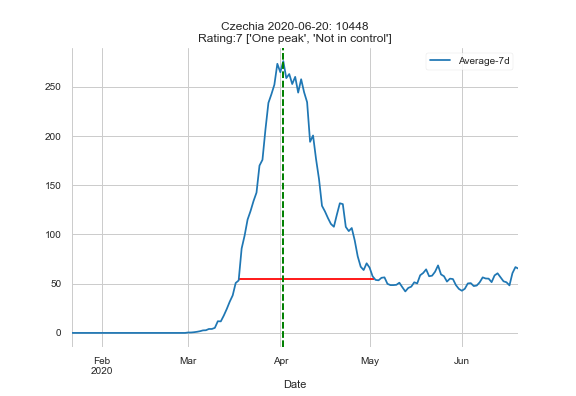 Czechia 2020-06-20: 10448
Rating:7 ['One peak', 'Not in control']
Average-7d
250
200
150
100
50
0
Feb
2020
Mar
Apr
May
Jun
Date